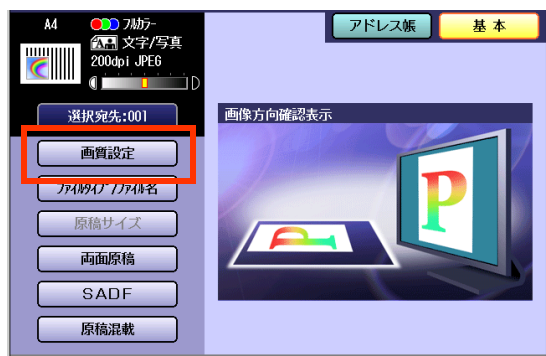 A4 フルカラー
文字/写真
200dpi JPEG
D
選択宛先:001
画質設定
ファイルタイプ/ファイル名
原稿サイズ
両面原稿
SADF
原稿混載
アドレス帳
基本
画像方向確認表示
P
P